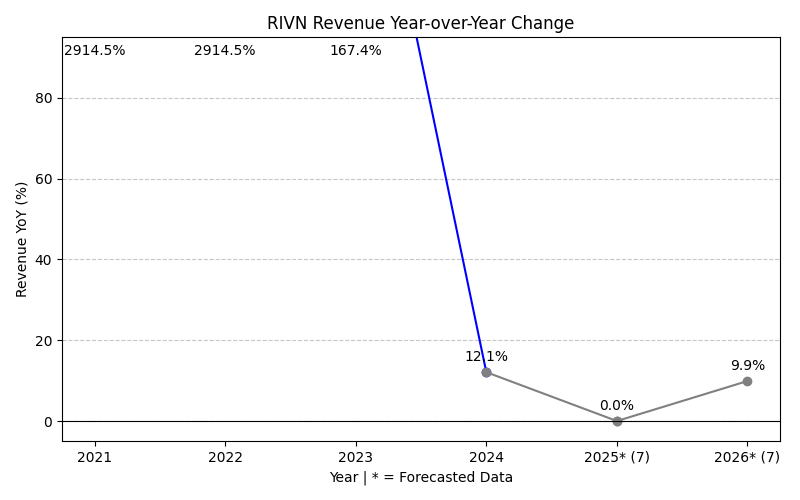 RIVN Revenue Year-over-Year Change
2914.5% 2914.5% 167.4%
80
60
40
20
0
Revenue YoY (%)
12.1%
0.0%
9.9%
2021 2022 2023 2024 2025* (7) 2026* (7)
Year | * = Forecasted Data